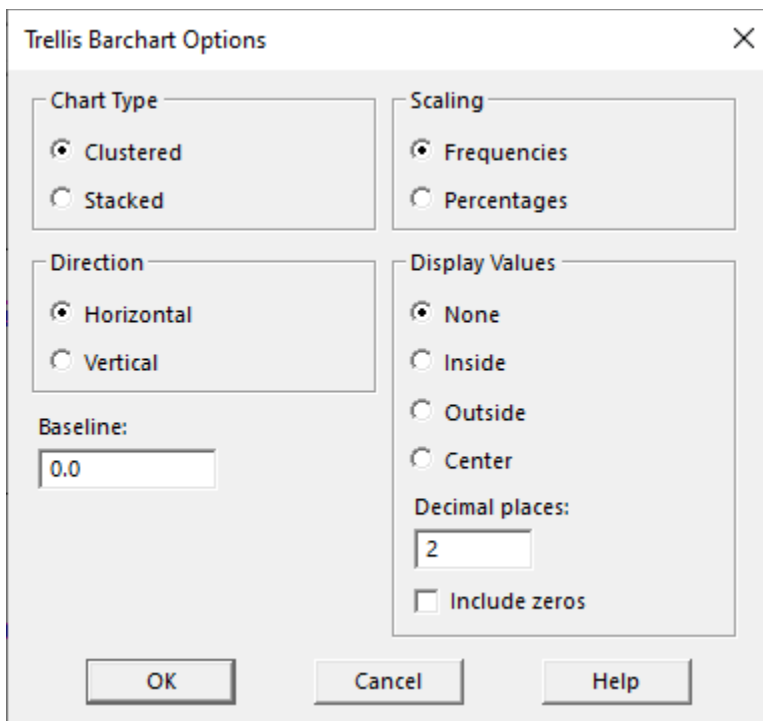 Trellis Barchart Options
Chart Type
Clustered
Stacked
Scaling
Frequencies
Percentages
Direction
Horizontal
Vertical
Display Values
None
Inside
Outside
Center
Baseline:
0.0
Decimal places:
2
Include zeros
OK
Cancel
Help